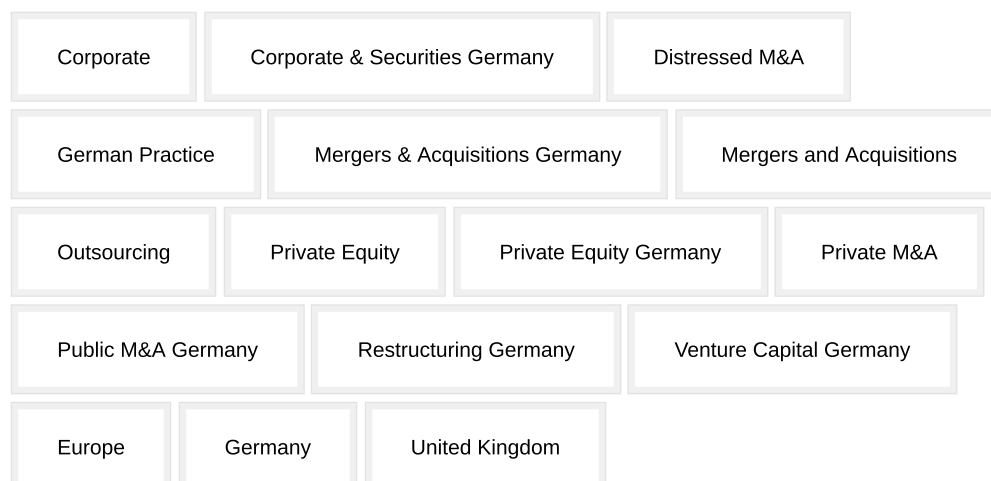 Corporate Corporate & Securities Germany Distressed M&A
German Practice Mergers & Acquisitions Germany Mergers and Acquisitions
Outsourcing Private Equity Private Equity Germany Private M&A
Public M&A Germany Restructuring Germany Venture Capital Germany
Europe Germany United Kingdom